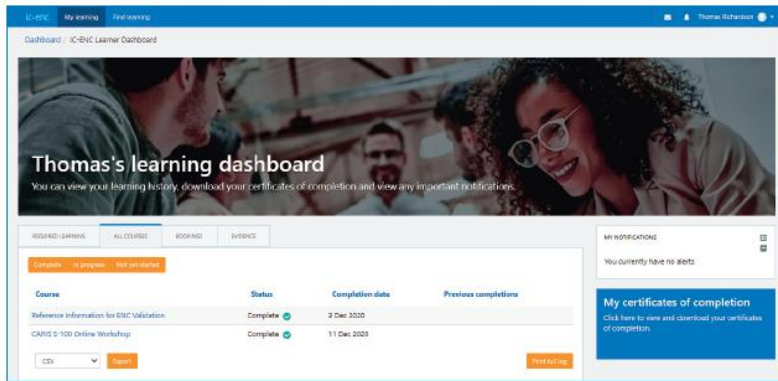 ic-enc My learning Find learning Thomas Richardson
Dashboard / IC-ENC Learner Dashboard
Thomas's learning dashboard
You can view your learning history, download your certificates of completion and view any important notifications.
REQUIRED LEARNING ALL COURSES BOOKINGS EVIDENCE
Complete In progress Not yet started
Course Status Completion date Previous completions
Reference Information for ENC Validation Complete 3 Dec 2020
CARIS S-100 Online Workshop Complete 11 Dec 2020
CSV Export Print full log
MY NOTIFICATIONS
You currently have no alerts
My certificates of completion
Click here to view and download your certificates
of completion.